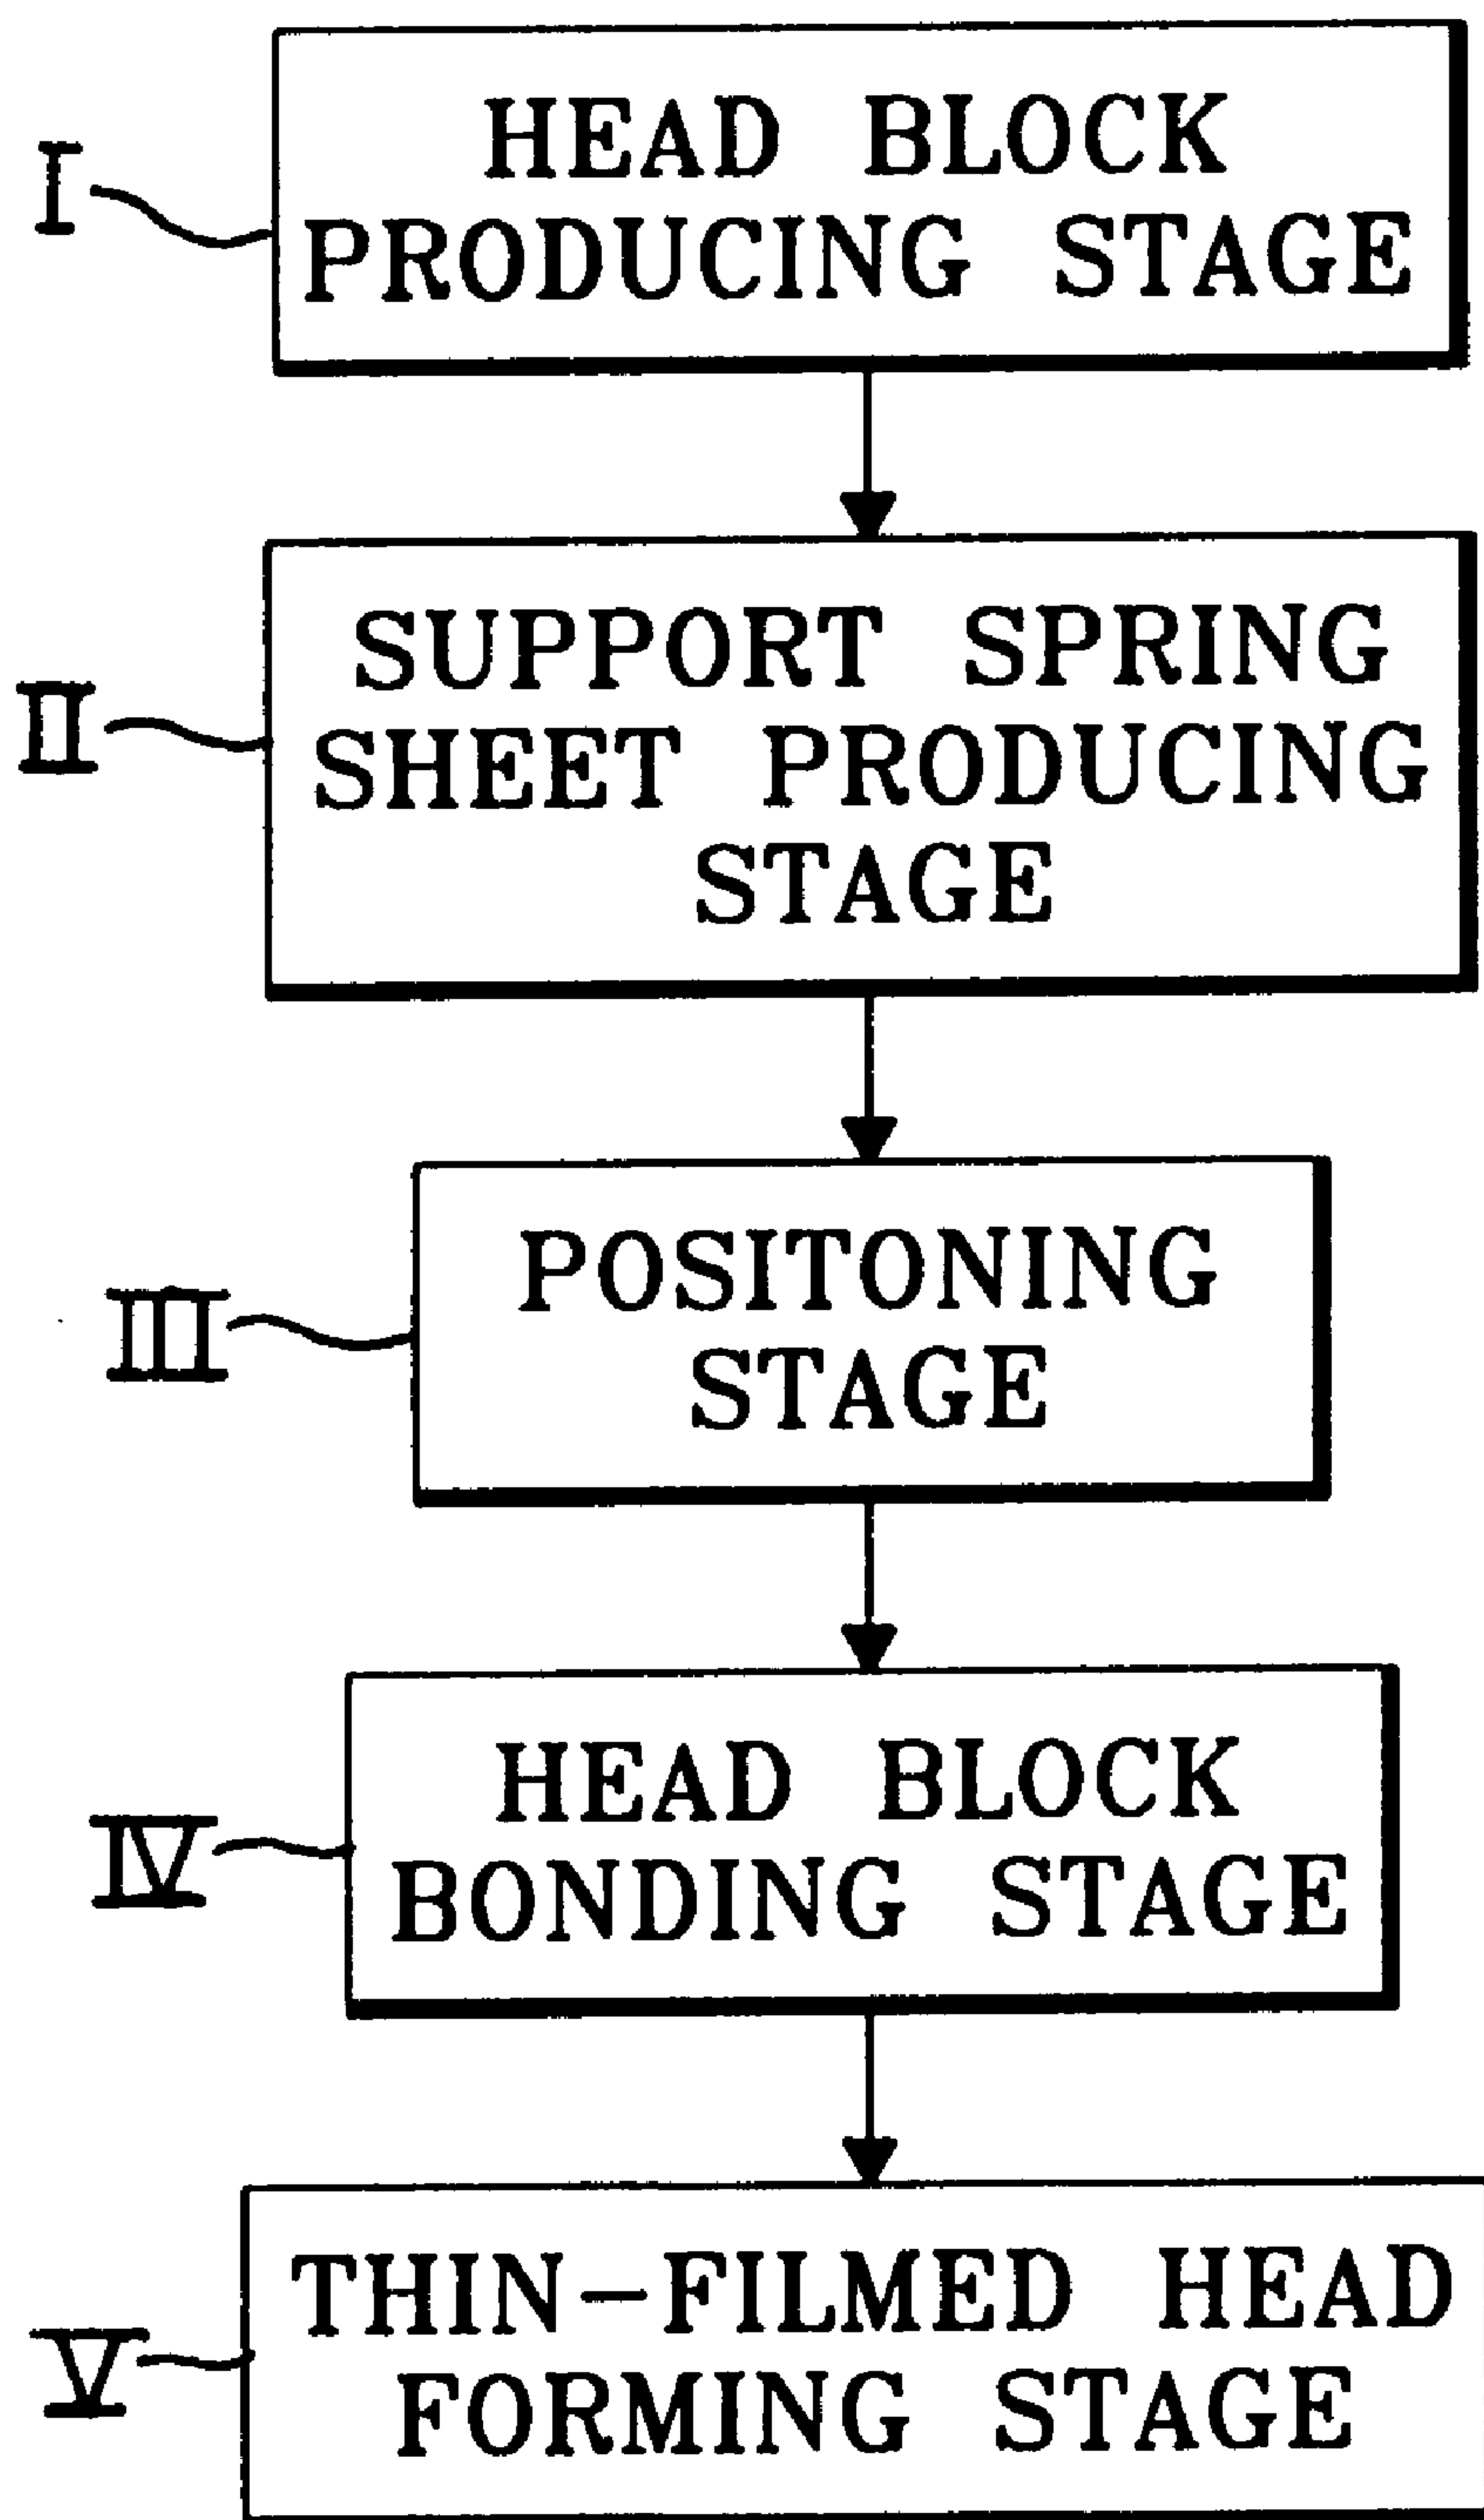 I
HEAD BLOCK
PRODUCING STAGE
II
SUPPORT SPRING
SHEET PRODUCING
STAGE
III
POSITONING
STAGE
IV
HEAD BLOCK
BONDING STAGE
V
THIN-FILMED HEAD
FORMING STAGE